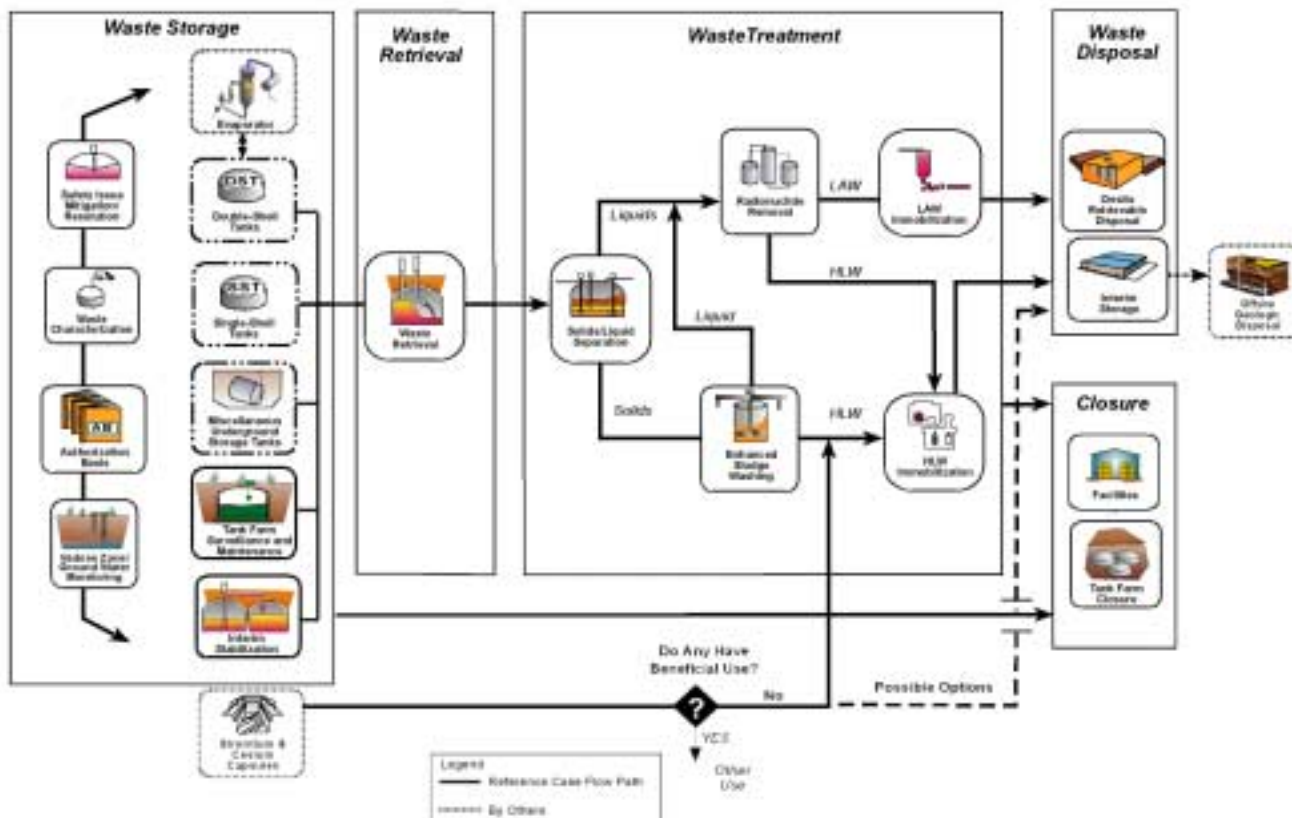 Waste Storage
Evaporator
Safety Issue
Mitigation/
Resolution
DST
Double-Shell
Tanks
Waste
Characterization
SST
Single-Shell
Tanks
AB
Authorization
Basis
Miscellaneous
Underground
Storage Tanks
Vadose Zone/
Ground Water
Monitoring
Tank Farm
Surveillance and
Maintenance
Interim
Stabilization
Strontium &
Cesium
Capsules
Waste
Retrieval
Waste
Retrieval
WasteTreatment
Solids/Liquid
Separation
Liquids
Liquid
Solids
Radionuclide
Removal
LAW
LAW
Immobilization
HLW
Enhanced
Sludge
Washing
HLW
HLW
Immobilization
Waste
Disposal
Onsite
Retrievable
Disposal
Interim
Storage
Offsite
Geologic
Disposal
Closure
Facilities
Tank Farm
Closure
Do Any Have
Beneficial Use?
?
No
YES
Other
Use
Possible Options
Legend
Reference Case Flow Path
By Others